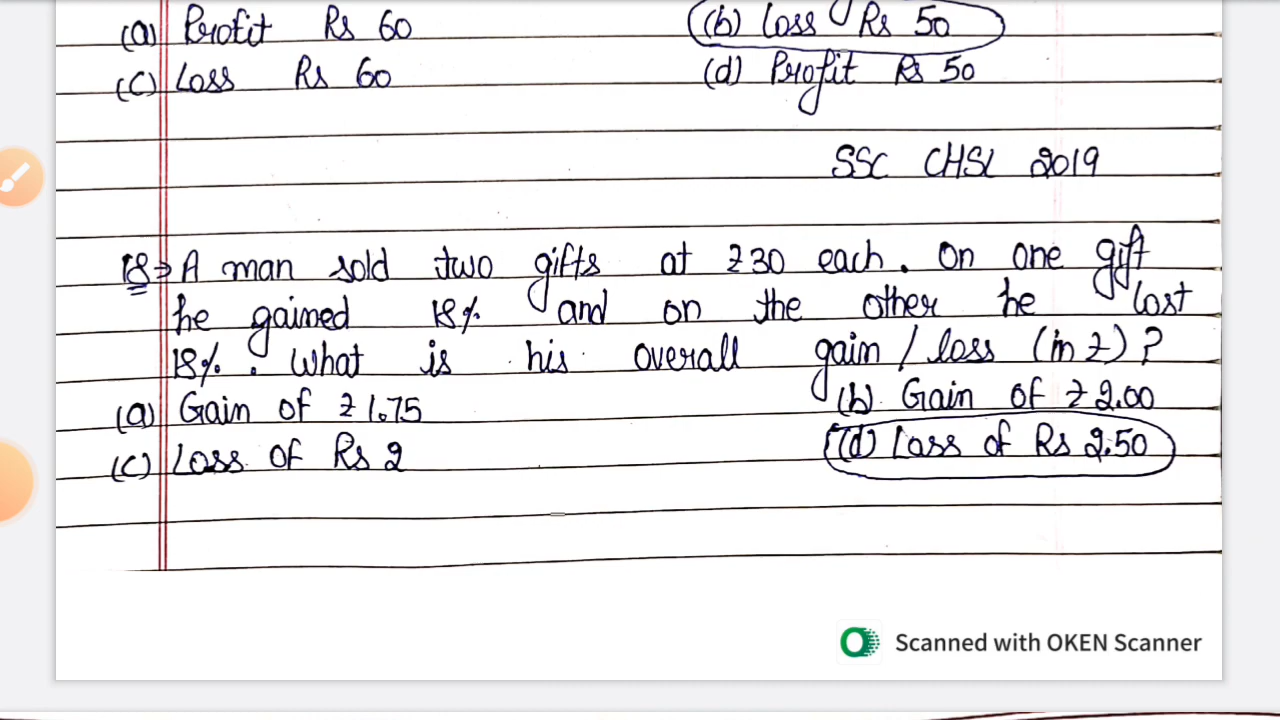 (a) Profit Rs 60 (b) Loss Rs 50
(c) Loss Rs 60 (d) Profit Rs 50
SSC CHSL 2019
18⇒ A man sold two gifts at ₹30 each. On one gift
he gained 18% and on the other he lost
18%. What is his overall gain / loss (in ₹)?
(a) Gain of ₹1.75 (b) Gain of ₹2.00
(c) Loss of Rs 2 (d) Loss of Rs 2.50
Scanned with OKEN Scanner